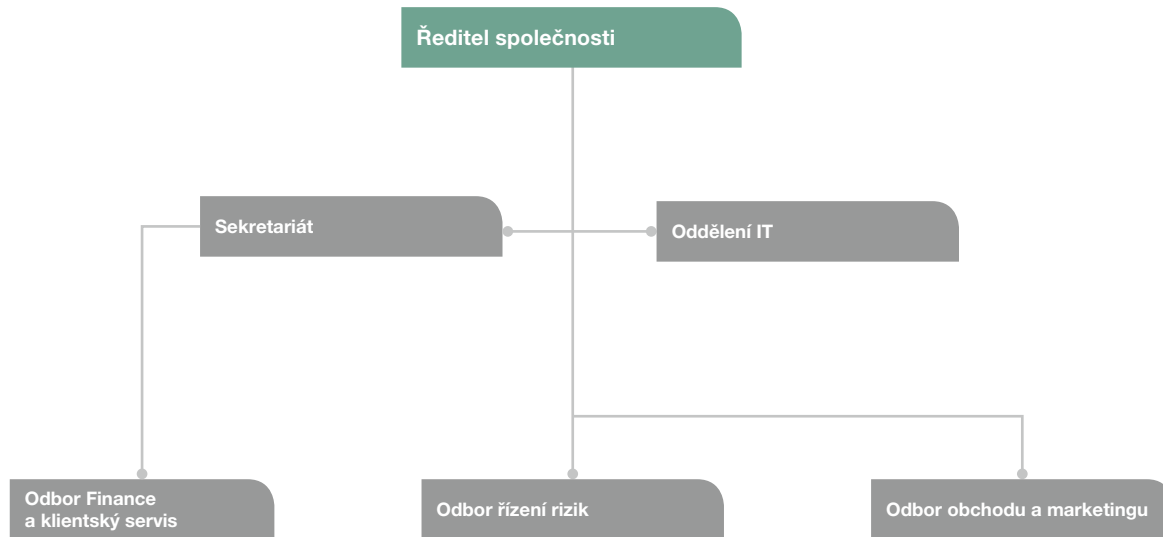 Ředitel společnosti
Sekretariát
Oddělení IT
Odbor Finance
a klientský servis
Odbor řízení rizik
Odbor obchodu a marketingu